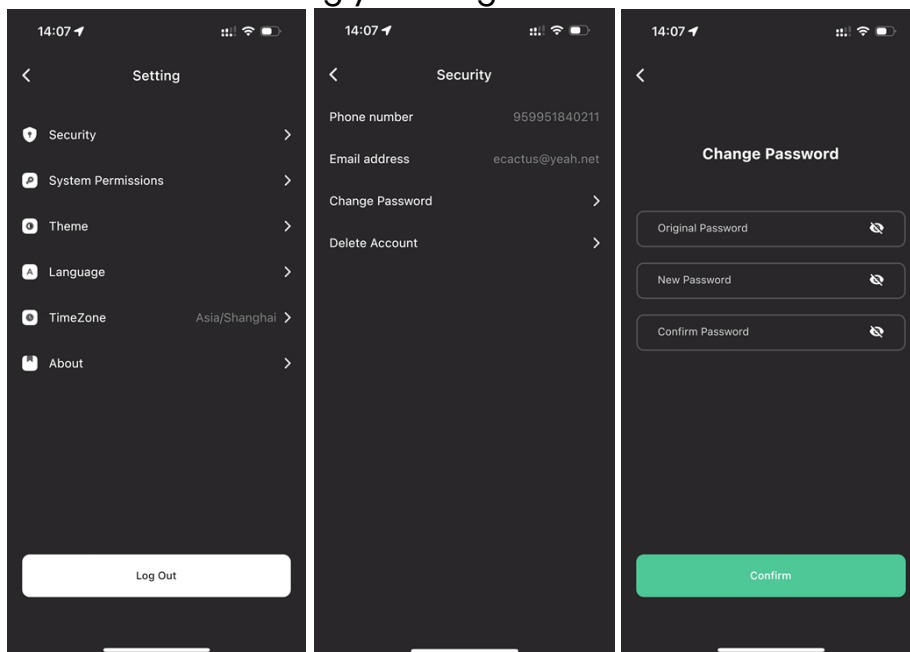 14:07
Setting
Security
System Permissions
Theme
Language
TimeZone Asia/Shanghai
About
Log Out
14:07
Security
Phone number 959951840211
Email address ecactus@yeah.net
Change Password
Delete Account
14:07
Change Password
Original Password
New Password
Confirm Password
Confirm